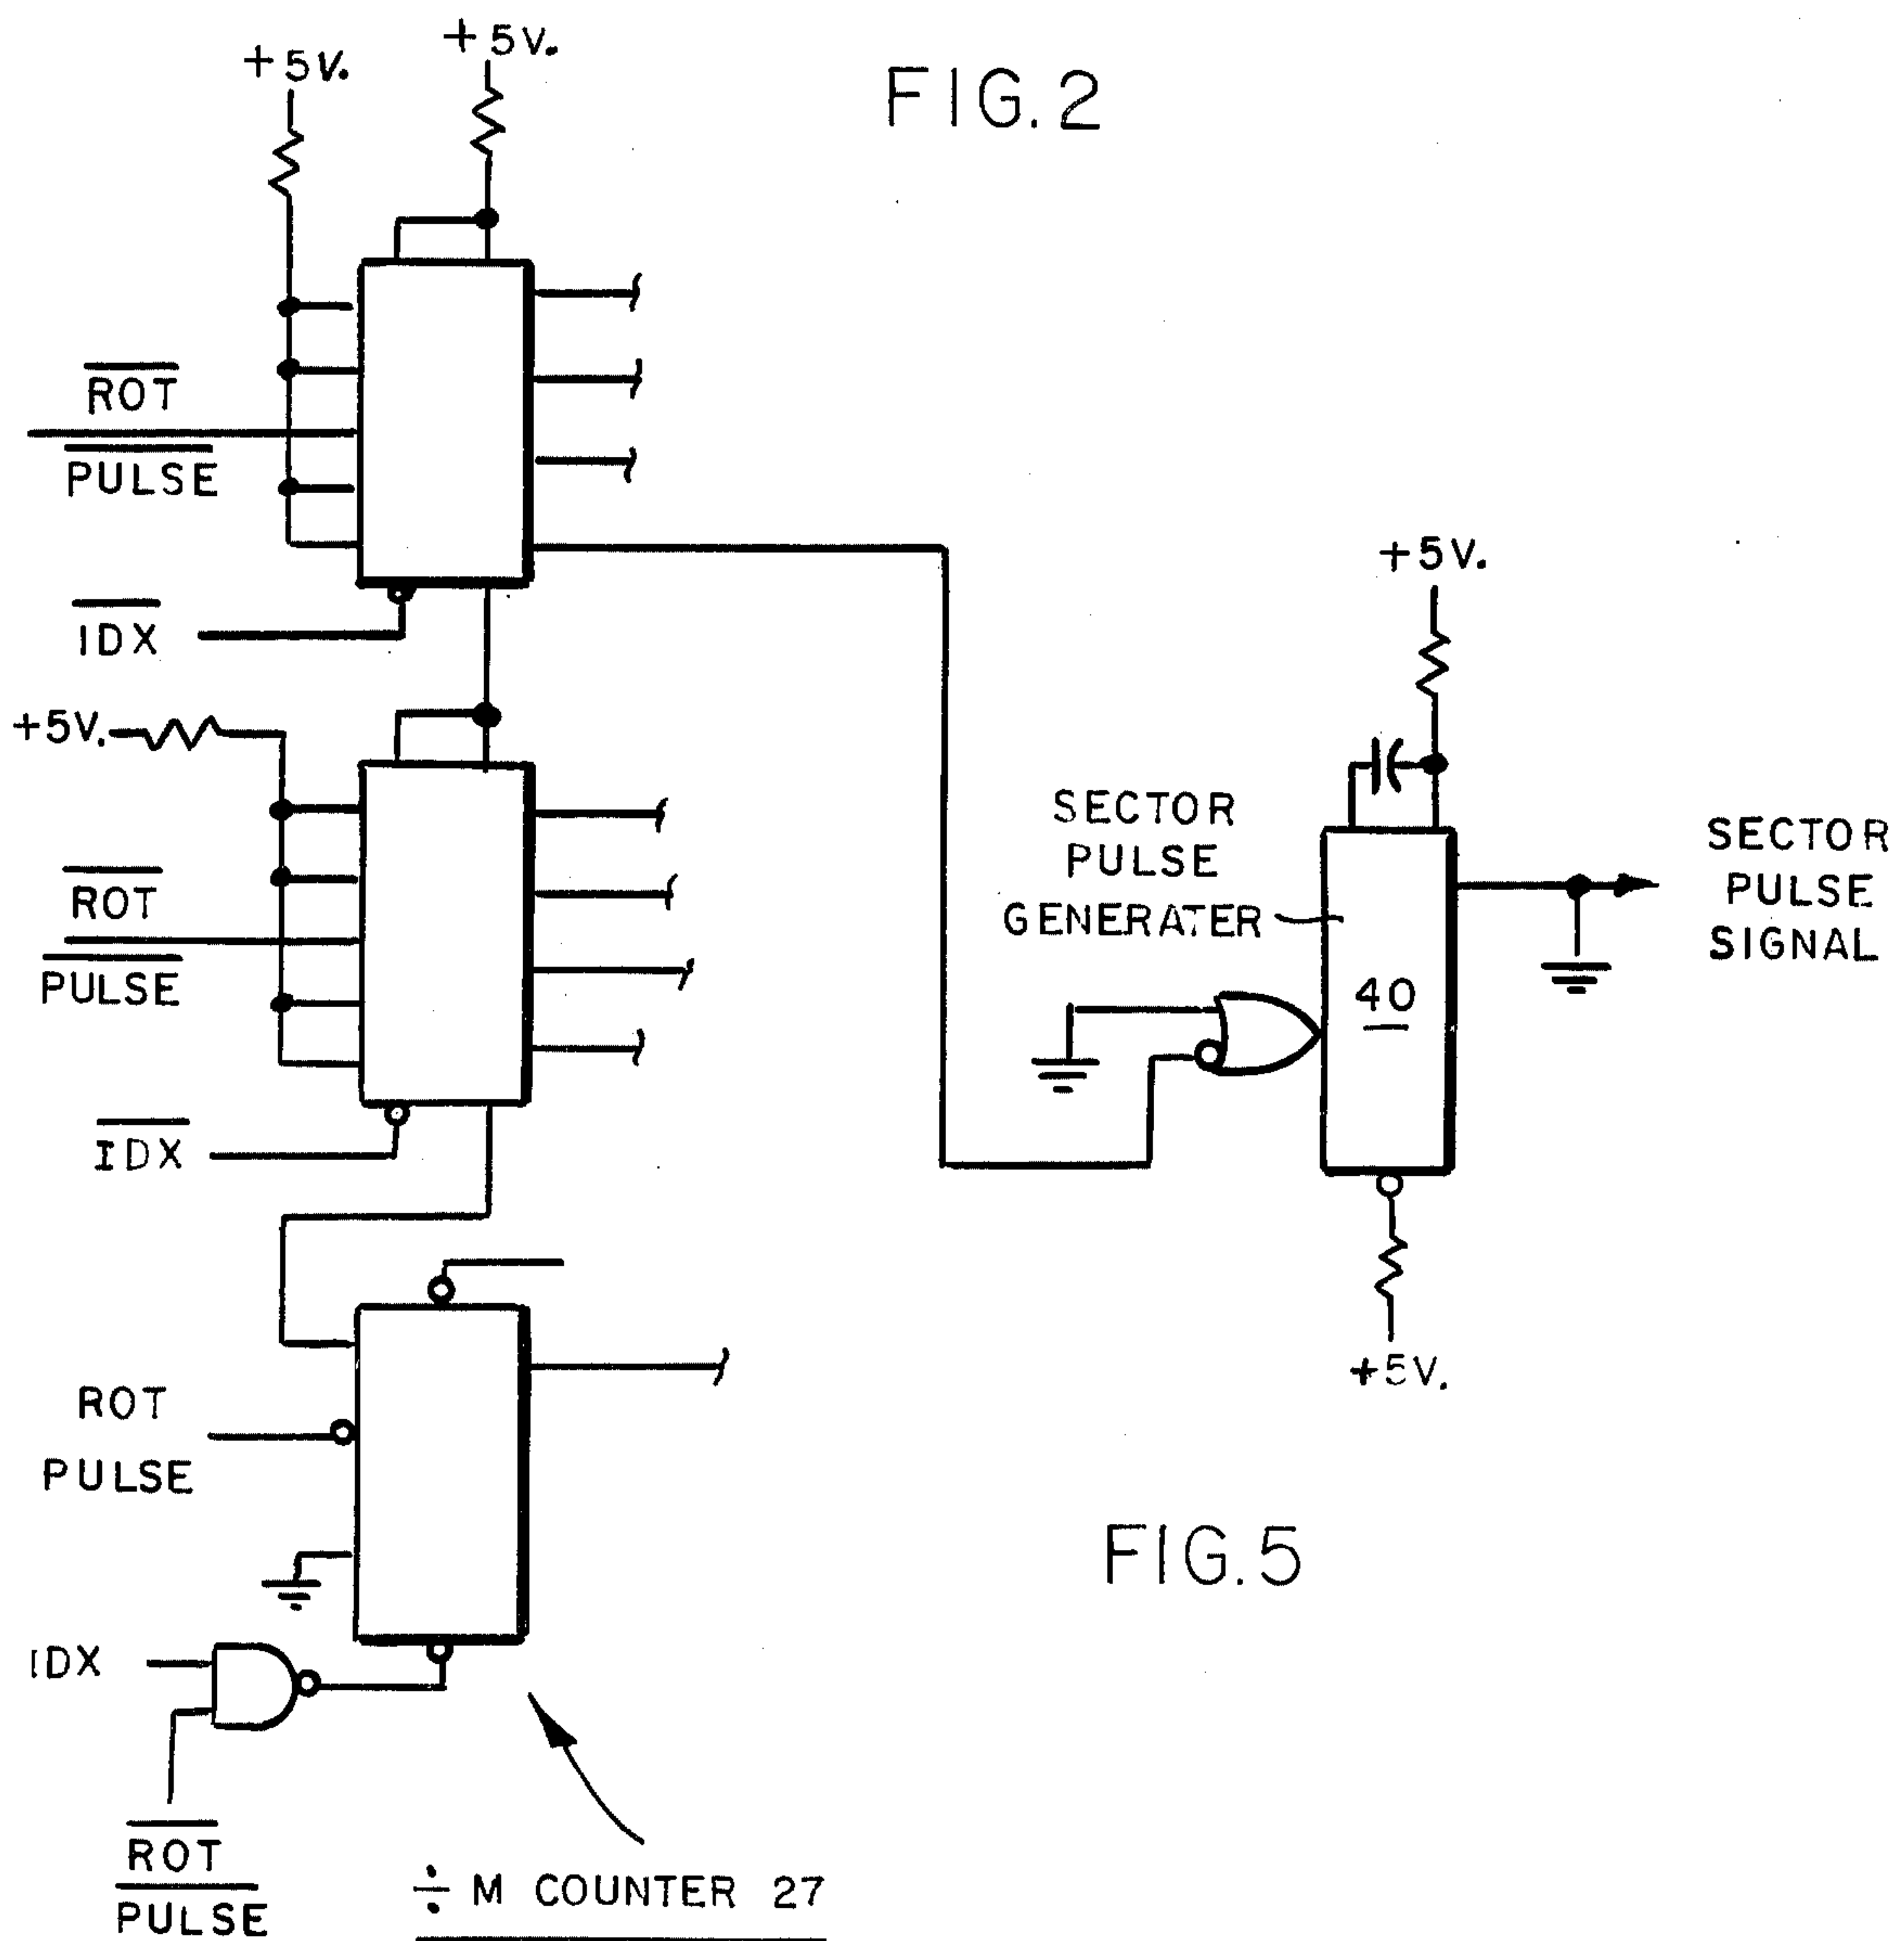 +5V.
+5V.
FIG.2
ROT
PULSE
IDX
+5V.
ROT
PULSE
IDX
ROT
PULSE
IDX
ROT
PULSE
÷ M COUNTER 27
+5V.
SECTOR
PULSE
GENERATER
40
SECTOR
PULSE
SIGNAL
+5V.
FIG.5